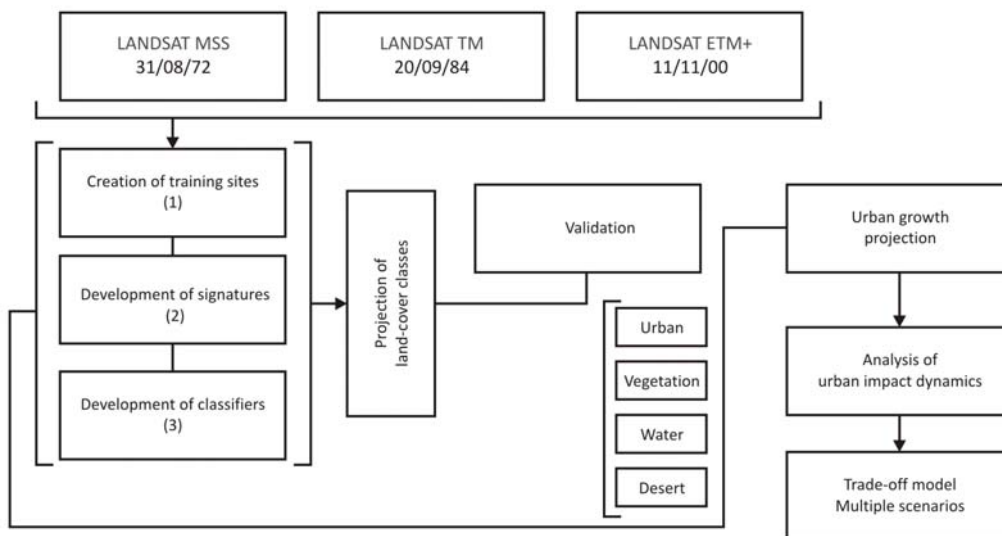 LANDSAT MSS
31/08/72
LANDSAT TM
20/09/84
LANDSAT ETM+
11/11/00
Creation of training sites
(1)
Development of signatures
(2)
Development of classifiers
(3)
Projection of
land-cover classes
Validation
Urban
Vegetation
Water
Desert
Urban growth
projection
Analysis of
urban impact dynamics
Trade-off model
Multiple scenarios